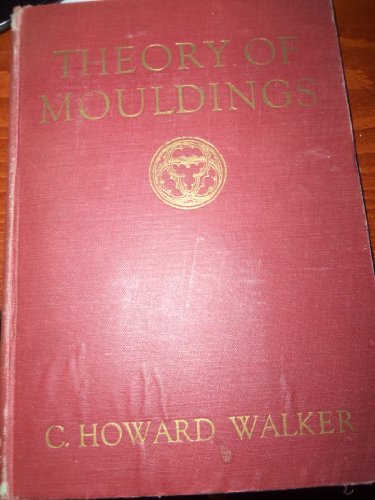 THEORY OF
MOULDINGS
C. HOWARD WALKER